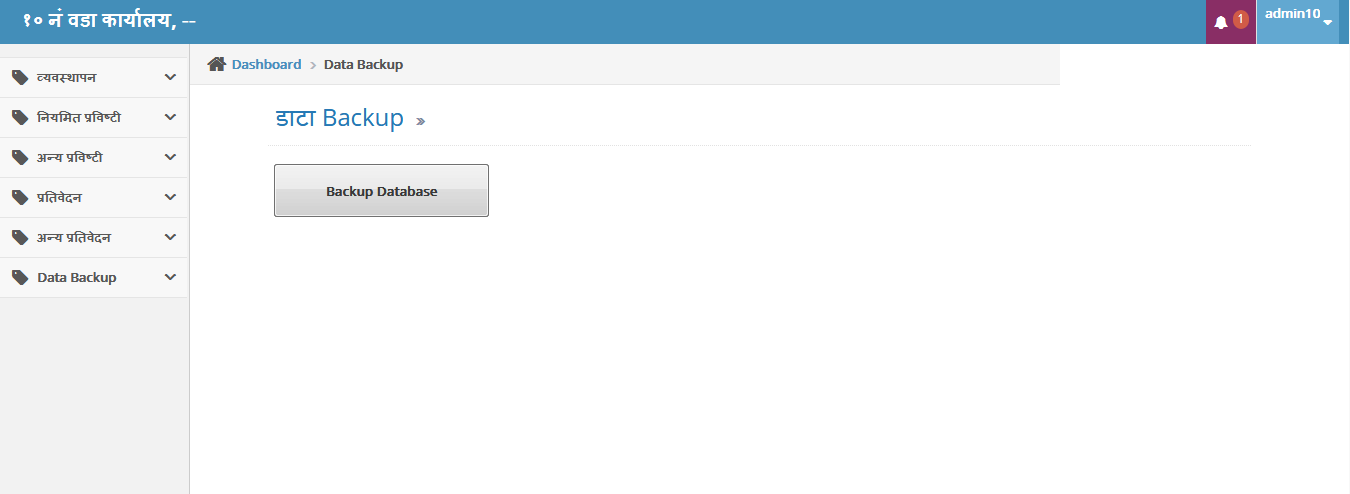 १० नं वडा कार्यालय, --
1
admin10
व्यवस्थापन
नियमित प्रविष्टी
अन्य प्रविष्टी
प्रतिवेदन
अन्य प्रतिवेदन
Data Backup
Dashboard > Data Backup
डाटा Backup »
Backup Database